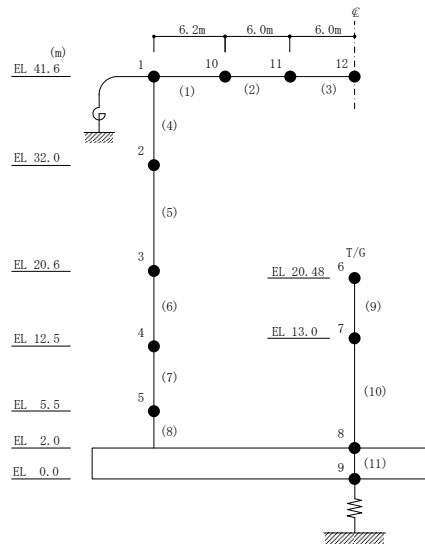 ℄
6.2m 6.0m 6.0m
(m)
1 10 11 12
EL 41.6
(1) (2) (3)
(4)
2
EL 32.0
(5)
T/G
3 EL 20.48 6
EL 20.6
(6) (9)
4 EL 13.0 7
EL 12.5
(7) (10)
5
EL 5.5
(8) 8
EL 2.0
9 (11)
EL 0.0